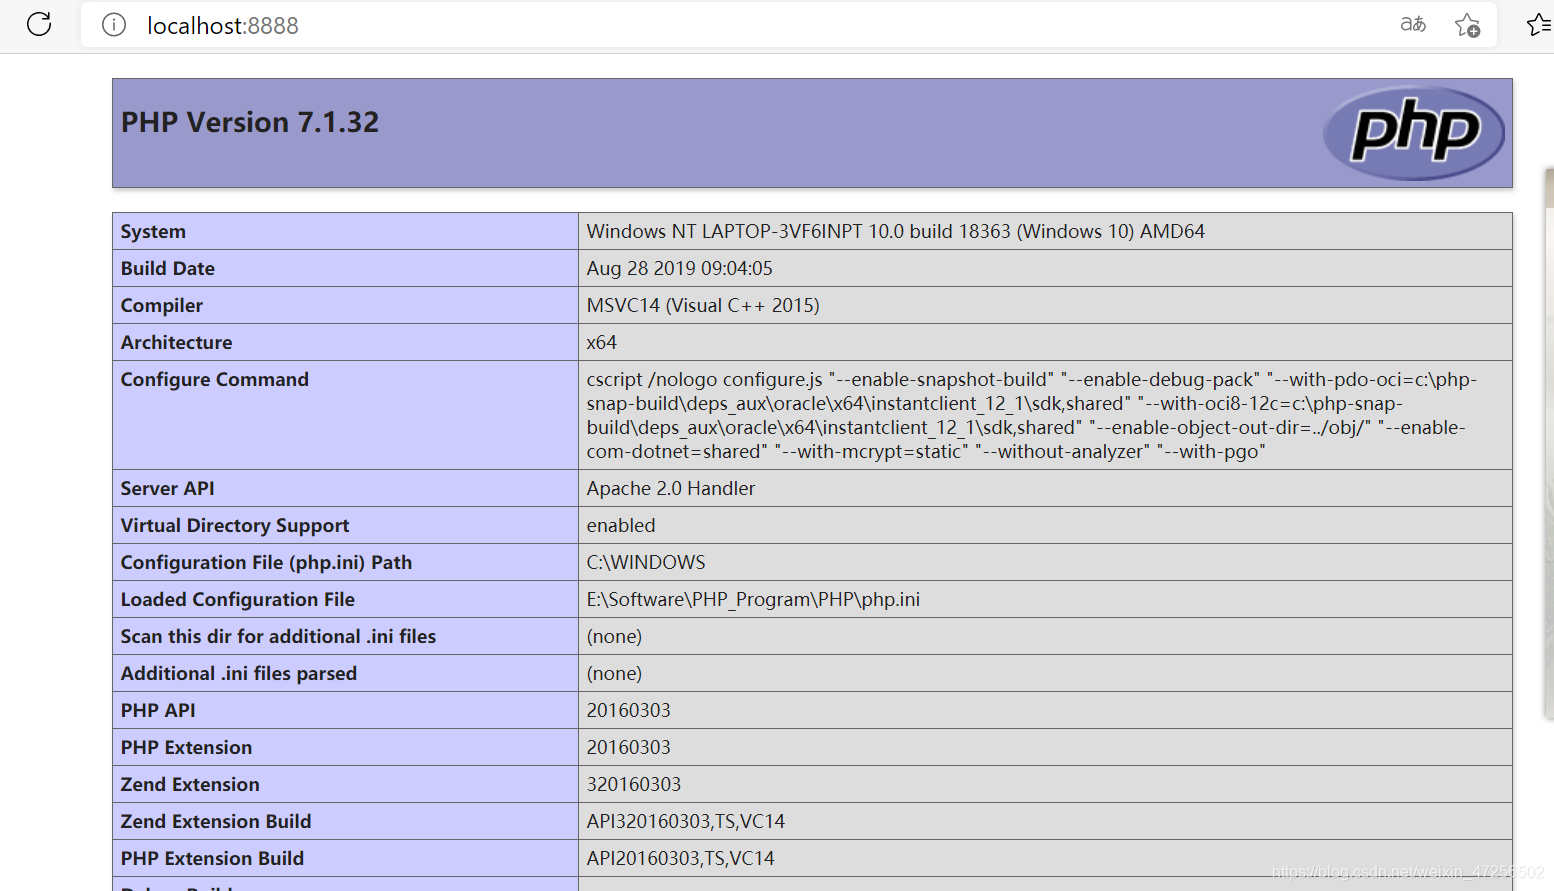 localhost:8888
aあ
PHP Version 7.1.32
php
System Windows NT LAPTOP-3VF6INPT 10.0 build 18363 (Windows 10) AMD64
Build Date Aug 28 2019 09:04:05
Compiler MSVC14 (Visual C++ 2015)
Architecture x64
Configure Command cscript /nologo configure.js "--enable-snapshot-build" "--enable-debug-pack" "--with-pdo-oci=c:\php-
snap-build\deps_aux\oracle\x64\instantclient_12_1\sdk,shared" "--with-oci8-12c=c:\php-snap-
build\deps_aux\oracle\x64\instantclient_12_1\sdk,shared" "--enable-object-out-dir=../obj/" "--enable-
com-dotnet=shared" "--with-mcrypt=static" "--without-analyzer" "--with-pgo"
Server API Apache 2.0 Handler
Virtual Directory Support enabled
Configuration File (php.ini) Path C:\WINDOWS
Loaded Configuration File E:\Software\PHP_Program\PHP\php.ini
Scan this dir for additional .ini files (none)
Additional .ini files parsed (none)
PHP API 20160303
PHP Extension 20160303
Zend Extension 320160303
Zend Extension Build API320160303,TS,VC14
PHP Extension Build API20160303,TS,VC14
https://blog.csdn.net/weixin_47256502